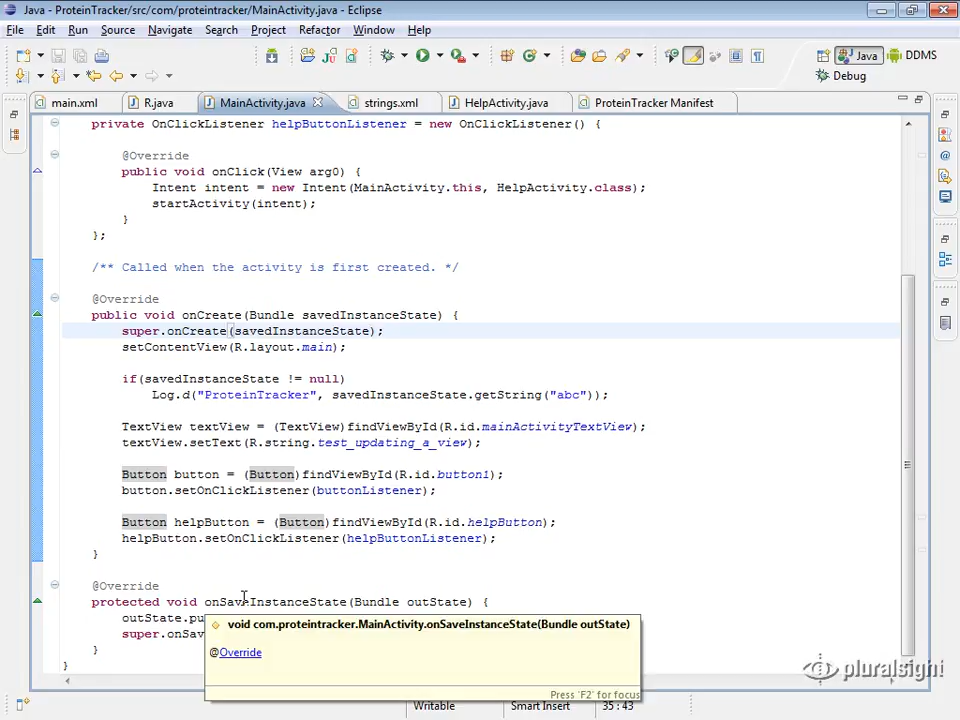 Java - ProteinTracker/src/com/proteintracker/MainActivity.java - Eclipse
File Edit Run Source Navigate Search Project Refactor Window Help
Java DDMS
Debug
main.xml R.java MainActivity.java strings.xml HelpActivity.java ProteinTracker Manifest
private OnClickListener helpButtonListener = new OnClickListener() {
@Override
public void onClick(View arg0) {
Intent intent = new Intent(MainActivity.this, HelpActivity.class);
startActivity(intent);
}
};
/** Called when the activity is first created. */
@Override
public void onCreate(Bundle savedInstanceState) {
super.onCreate(savedInstanceState);
setContentView(R.layout.main);
if(savedInstanceState != null)
Log.d("ProteinTracker", savedInstanceState.getString("abc"));
TextView textView = (TextView)findViewById(R.id.mainActivityTextView);
textView.setText(R.string.test_updating_a_view);
Button button = (Button)findViewById(R.id.button1);
button.setOnClickListener(buttonListener);
Button helpButton = (Button)findViewById(R.id.helpButton);
helpButton.setOnClickListener(helpButtonListener);
}
@Override
protected void onSaveInstanceState(Bundle outState) {
outState.pu
super.onSav
}
}
void com.proteintracker.MainActivity.onSaveInstanceState(Bundle outState)
@Override
Press 'F2' for focus
pluralsight
Writable Smart Insert 35 : 43